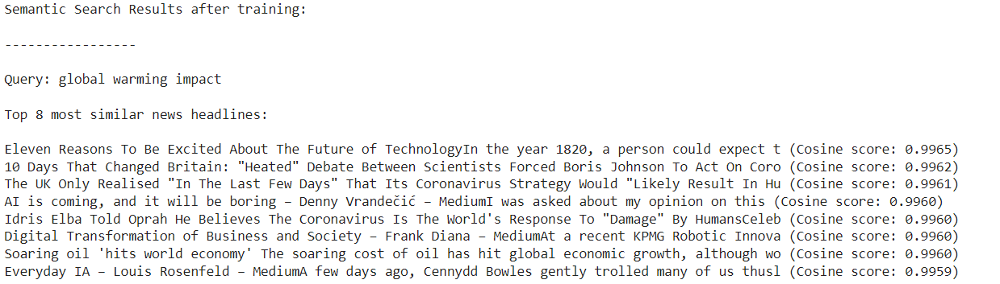 Semantic Search Results after training:
-----------------
Query: global warming impact
Top 8 most similar news headlines:
Eleven Reasons To Be Excited About The Future of TechnologyIn the year 1820, a person could expect t (Cosine score: 0.9965)
10 Days That Changed Britain: "Heated" Debate Between Scientists Forced Boris Johnson To Act On Coro (Cosine score: 0.9962)
The UK Only Realised "In The Last Few Days" That Its Coronavirus Strategy Would "Likely Result In Hu (Cosine score: 0.9961)
AI is coming, and it will be boring – Denny Vrandečić – MediumI was asked about my opinion on this (Cosine score: 0.9960)
Idris Elba Told Oprah He Believes The Coronavirus Is The World's Response To "Damage" By HumansCeleb (Cosine score: 0.9960)
Digital Transformation of Business and Society – Frank Diana – MediumAt a recent KPMG Robotic Innova (Cosine score: 0.9960)
Soaring oil 'hits world economy' The soaring cost of oil has hit global economic growth, although wo (Cosine score: 0.9960)
Everyday IA – Louis Rosenfeld – MediumA few days ago, Cennydd Bowles gently trolled many of us thusl (Cosine score: 0.9959)